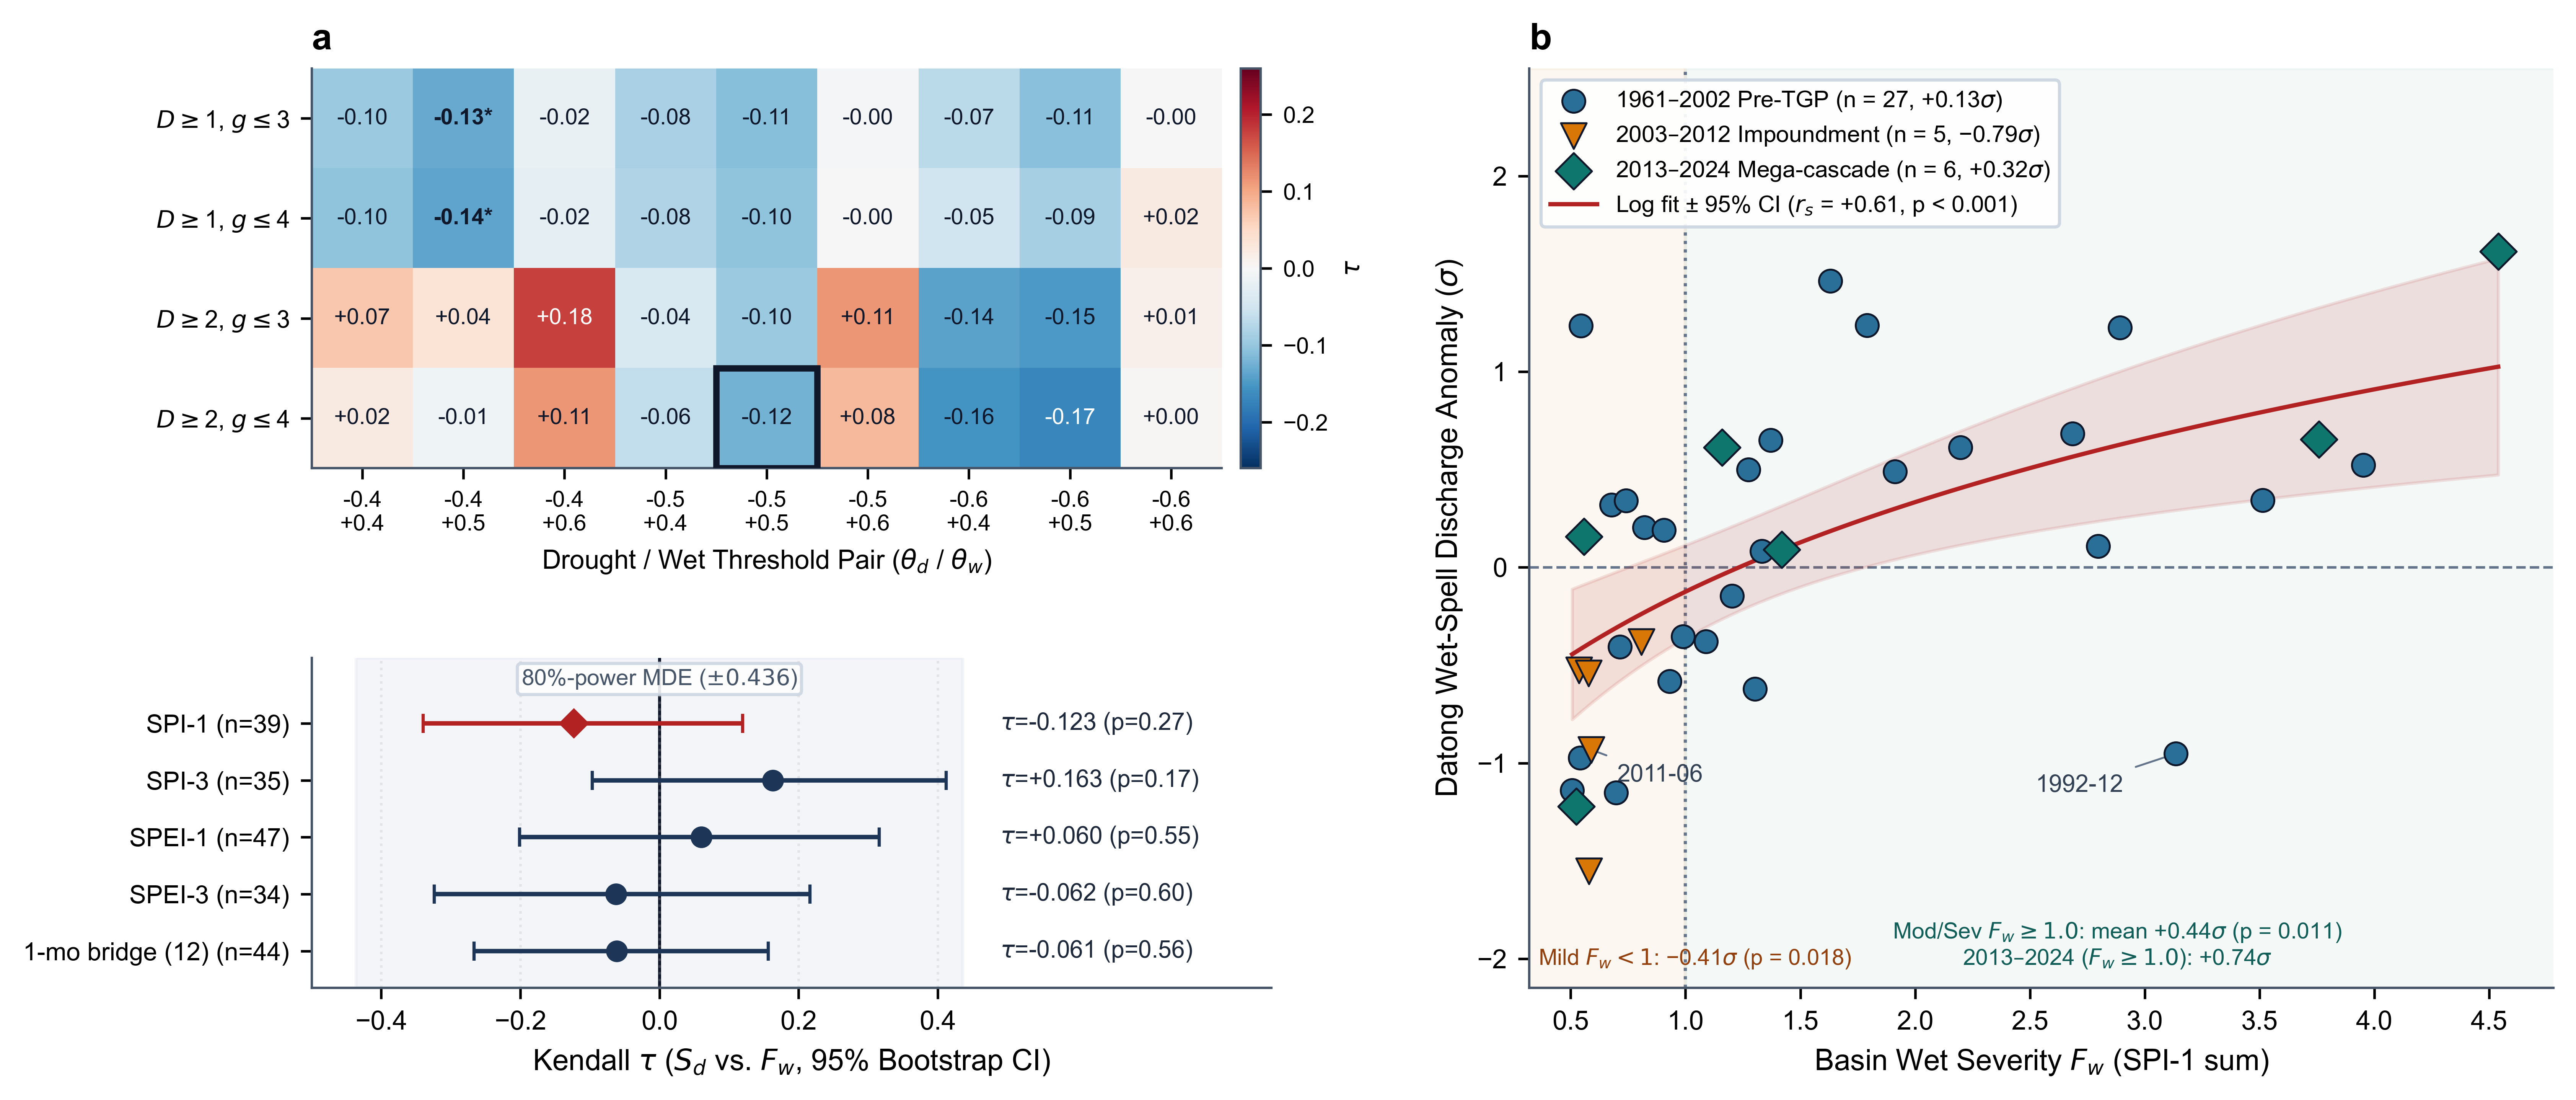 a
D ≥ 1, g ≤ 3
-0.10 -0.13* -0.02 -0.08 -0.11 -0.00 -0.07 -0.11 -0.00
D ≥ 1, g ≤ 4
-0.10 -0.14* -0.02 -0.08 -0.10 -0.00 -0.05 -0.09 +0.02
D ≥ 2, g ≤ 3
+0.07 +0.04 +0.18 -0.04 -0.10 +0.11 -0.14 -0.15 +0.01
D ≥ 2, g ≤ 4
+0.02 -0.01 +0.11 -0.06 -0.12 +0.08 -0.16 -0.17 +0.00
-0.4 -0.4 -0.4 -0.5 -0.5 -0.5 -0.6 -0.6 -0.6
+0.4 +0.5 +0.6 +0.4 +0.5 +0.6 +0.4 +0.5 +0.6
Drought / Wet Threshold Pair (θd / θw)
0.2
0.1
0.0
−0.1
−0.2
τ
80%-power MDE (±0.436)
SPI-1 (n=39) τ=-0.123 (p=0.27)
SPI-3 (n=35) τ=+0.163 (p=0.17)
SPEI-1 (n=47) τ=+0.060 (p=0.55)
SPEI-3 (n=34) τ=-0.062 (p=0.60)
1-mo bridge (12) (n=44) τ=-0.061 (p=0.56)
−0.4 −0.2 0.0 0.2 0.4
Kendall τ (Sd vs. Fw, 95% Bootstrap CI)
b
1961–2002 Pre-TGP (n = 27, +0.13σ)
2003–2012 Impoundment (n = 5, −0.79σ)
2013–2024 Mega-cascade (n = 6, +0.32σ)
Log fit ± 95% CI (rs = +0.61, p < 0.001)
2
1
0
−1
−2
Datong Wet-Spell Discharge Anomaly (σ)
2011-06
1992-12
Mod/Sev Fw ≥ 1.0: mean +0.44σ (p = 0.011)
Mild Fw < 1: −0.41σ (p = 0.018)
2013–2024 (Fw ≥ 1.0): +0.74σ
0.5 1.0 1.5 2.0 2.5 3.0 3.5 4.0 4.5
Basin Wet Severity Fw (SPI-1 sum)